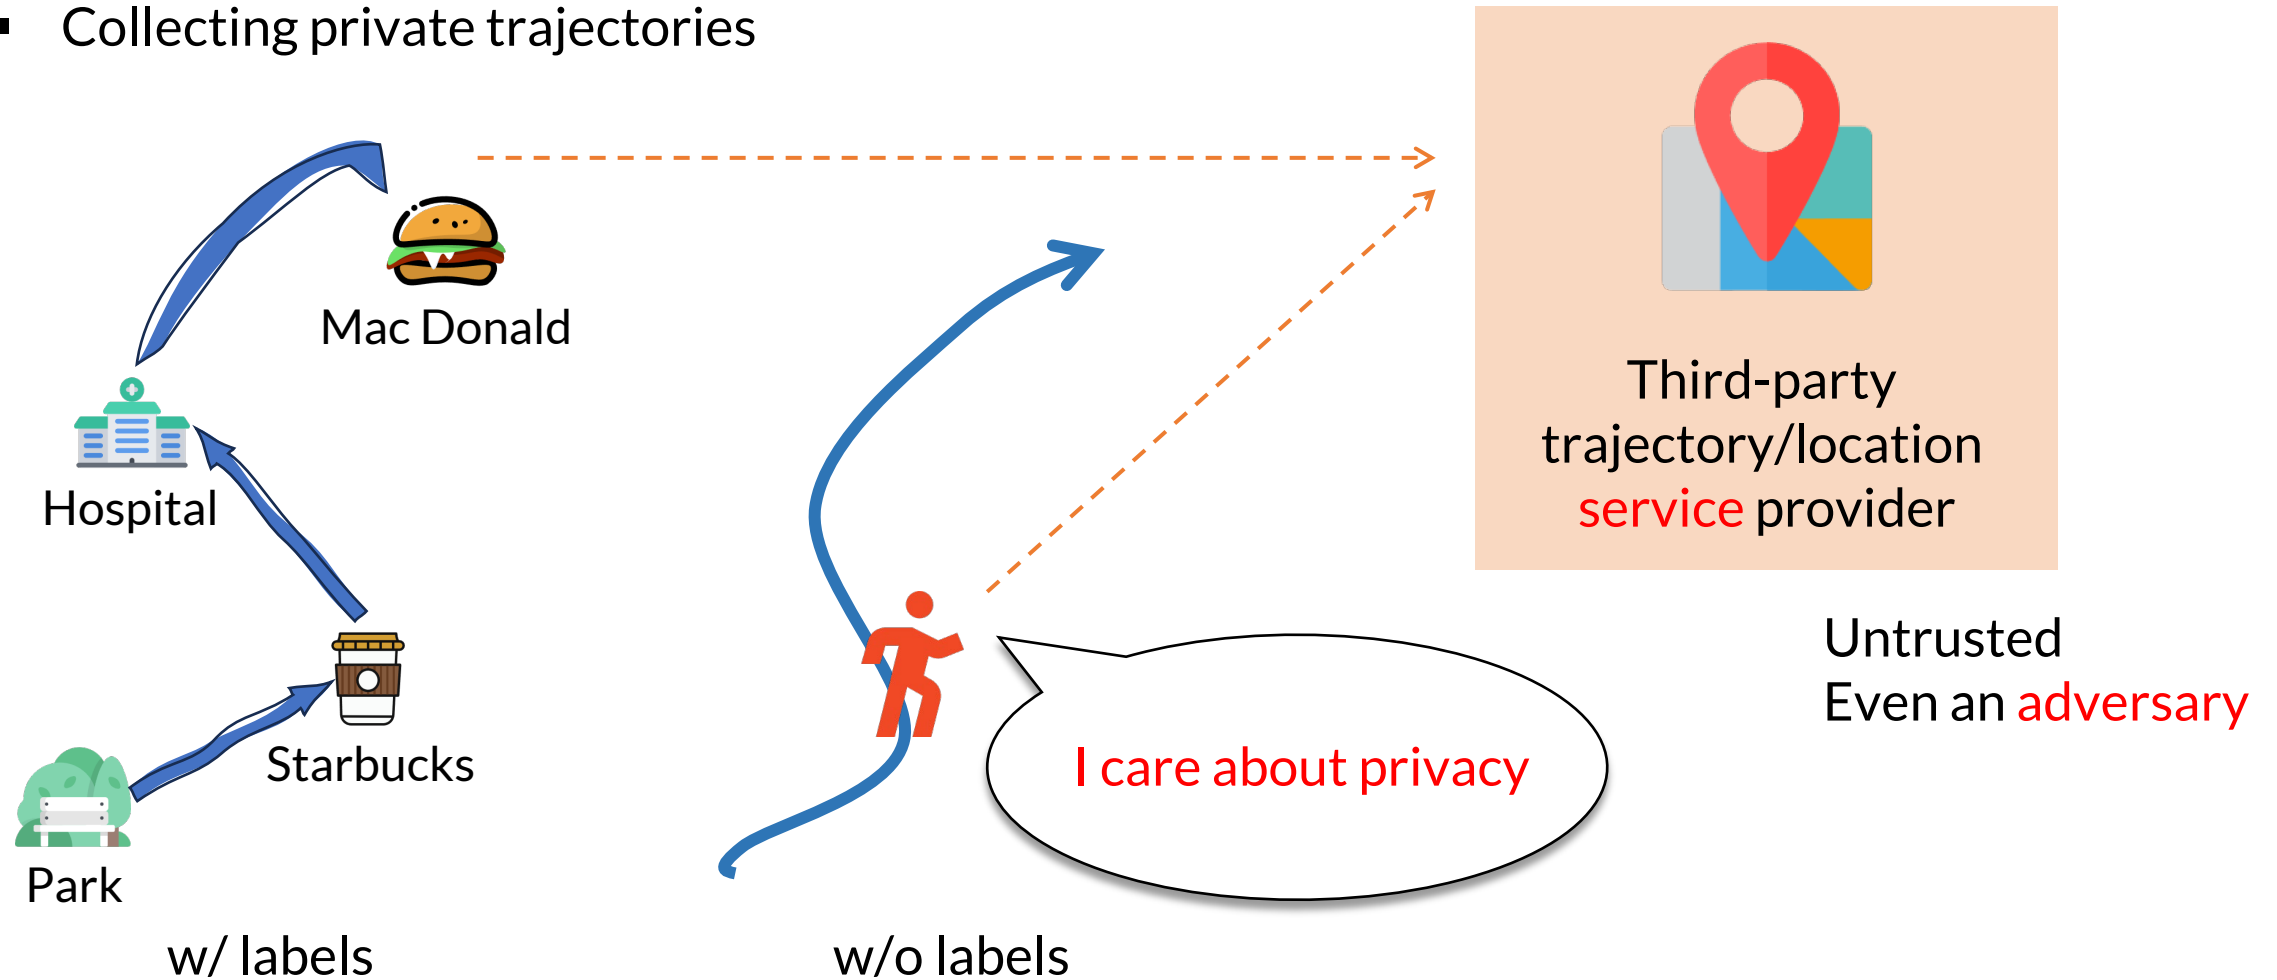 ▪ Collecting private trajectories
Mac Donald
Hospital
Starbucks
Park
w/ labels
w/o labels
I care about privacy
Third-party
trajectory/location
service provider
Untrusted
Even an adversary